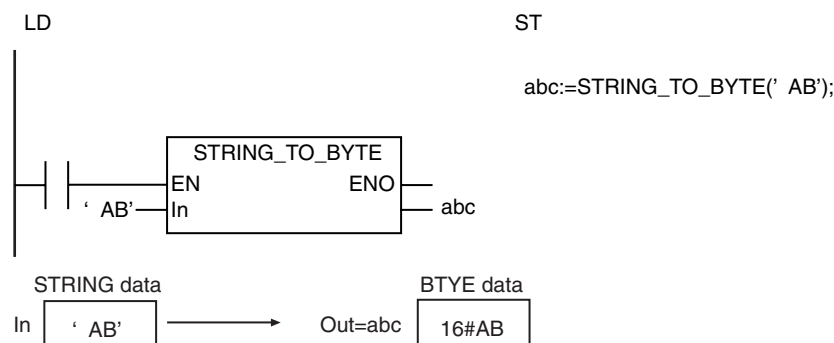 LD
ST
abc:=STRING_TO_BYTE(' AB');
STRING_TO_BYTE
EN ENO
‘ AB’ In abc
STRING data BTYE data
In ‘ AB’ Out=abc 16#AB